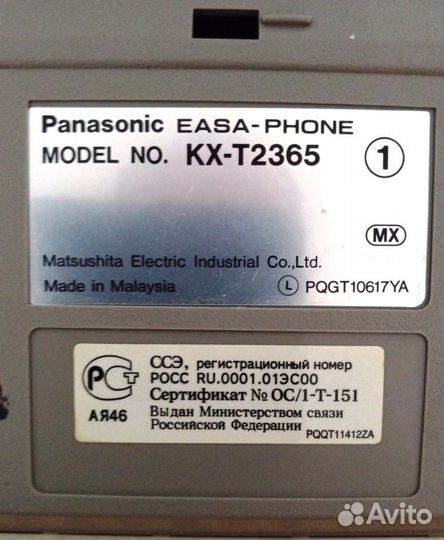 Panasonic EASA-PHONE
MODEL NO. KX-T2365 1
MX
Matsushita Electric Industrial Co.,Ltd.
Made in Malaysia L PQGT10617YA
РСТ
АЯ46
ССЭ, регистрационный номер
РОСС RU.0001.01ЭС00
Сертификат № ОС/1-Т-151
Выдан Министерством связи
Российской Федерации
PQQT11412ZA
Avito